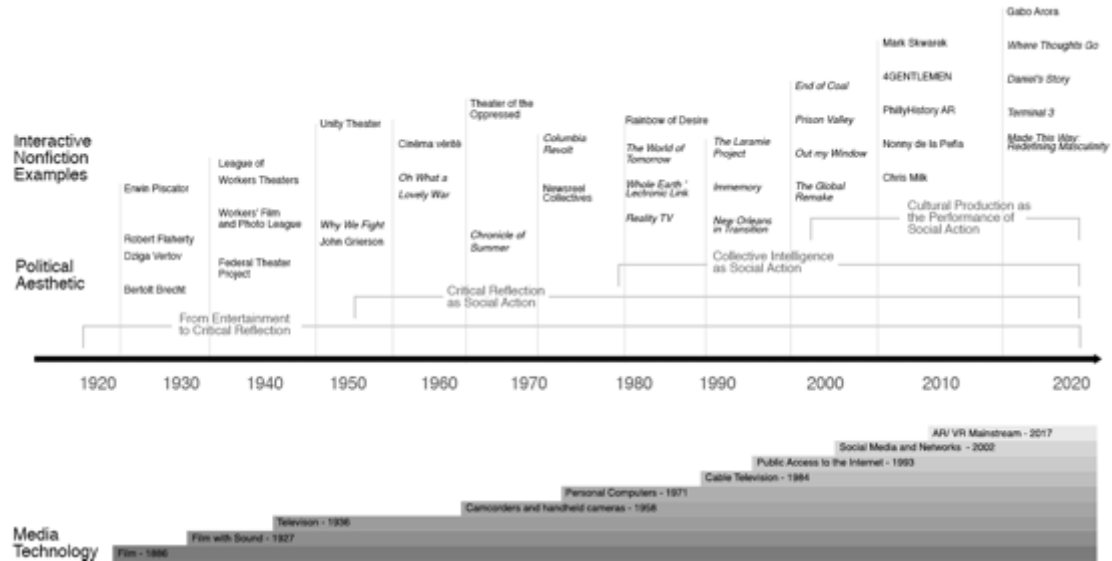 Interactive
Nonfiction
Examples
Political
Aesthetic
Erwin Piscator
Robert Flaherty
Dziga Vertov
Bertolt Brecht
League of
Workers Theaters
Workers' Film
and Photo League
Federal Theater
Project
Unity Theater
Why We Fight
John Grierson
Cinéma vérité
Oh What a
Lovely War
Theater of the
Oppressed
Chronicle of
Summer
Columbia
Revolt
Newsreel
Collectives
Rainbow of Desire
The World of
Tomorrow
Whole Earth '
Lectronic Link
Reality TV
The Laramie
Project
Immemory
New Orleans
in Transition
End of Coal
Prison Valley
Out my Window
The Global
Remake
Mark Skwarek
4GENTLEMEN
PhillyHistory AR
Nonny de la Peña
Chris Milk
Gabo Arora
Where Thoughts Go
Daniel's Story
Terminal 3
Made This Way:
Redefining Masculinity
Cultural Production as
the Performance of
Social Action
Collective Intelligence
as Social Action
Critical Reflection
as Social Action
From Entertainment
to Critical Reflection
1920 1930 1940 1950 1960 1970 1980 1990 2000 2010 2020
AR/ VR Mainstream - 2017
Social Media and Networks - 2002
Public Access to the Internet - 1993
Cable Television - 1984
Personal Computers - 1971
Camcorders and handheld cameras - 1958
Televison - 1936
Film with Sound - 1927
Film - 1886
Media
Technology